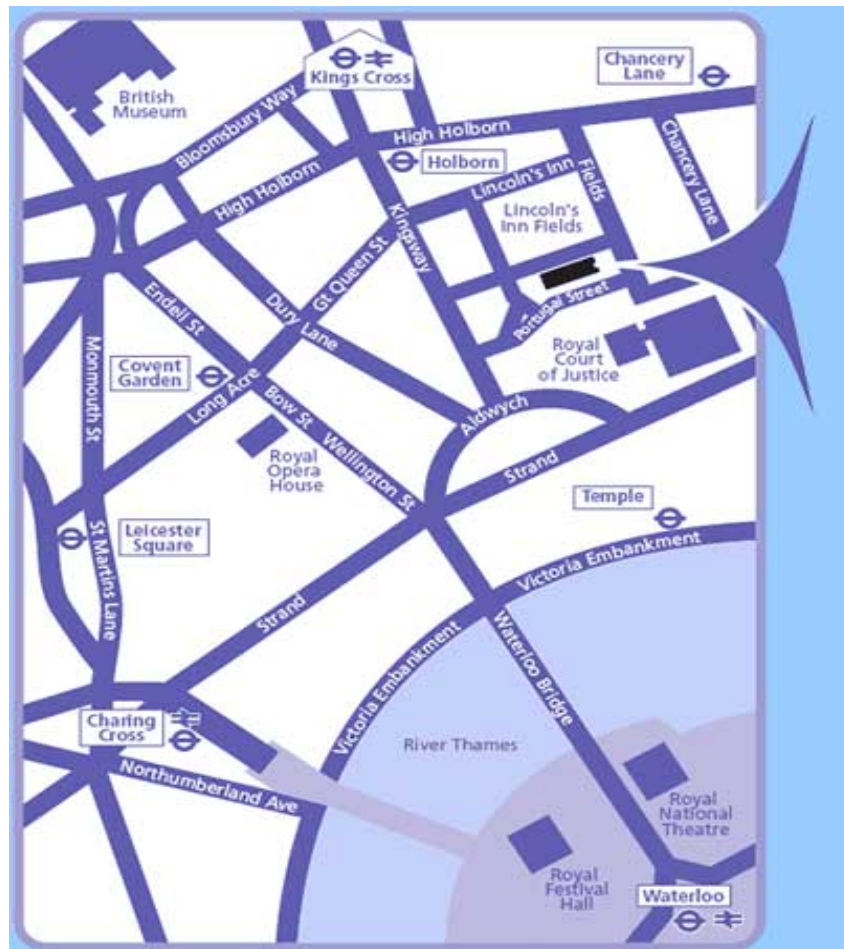 Kings Cross
Chancery
Lane
British
Museum
Bloomsbury Way
High Holborn
Holborn
High Holborn
Lincoln's Inn
Fields
Chancery Lane
Lincoln's
Inn Fields
Kingsway
Gt Queen St
Endell St
Dury Lane
Portugal Street
Royal
Court
of Justice
Monmouth St
Covent
Garden
Long Acre
Bow St
Aldwych
Royal
Opera
House
Wellington St
Strand
Temple
Leicester
Square
St Martins Lane
Victoria Embankment
Strand
Victoria Embankment
Waterloo Bridge
Charing
Cross
River Thames
Northumberland Ave
Royal
National
Theatre
Royal
Festival
Hall
Waterloo